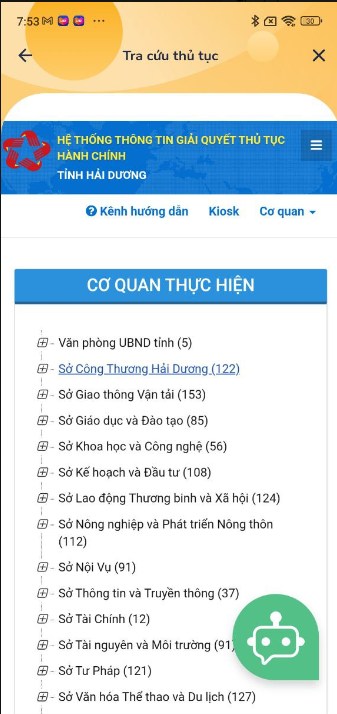 7:53
30
Tra cứu thủ tục
HỆ THỐNG THÔNG TIN GIẢI QUYẾT THỦ TỤC
HÀNH CHÍNH
TỈNH HẢI DƯƠNG
Kênh hướng dẫn Kiosk Cơ quan
CƠ QUAN THỰC HIỆN
Văn phòng UBND tỉnh (5)
Sở Công Thương Hải Dương (122)
Sở Giao thông Vận tải (153)
Sở Giáo dục và Đào tạo (85)
Sở Khoa học và Công nghệ (56)
Sở Kế hoạch và Đầu tư (108)
Sở Lao động Thương binh và Xã hội (124)
Sở Nông nghiệp và Phát triển Nông thôn
(112)
Sở Nội Vụ (91)
Sở Thông tin và Truyền thông (37)
Sở Tài Chính (12)
Sở Tài nguyên và Môi trường (91)
Sở Tư Pháp (121)
Sở Văn hóa Thể thao và Du lịch (127)